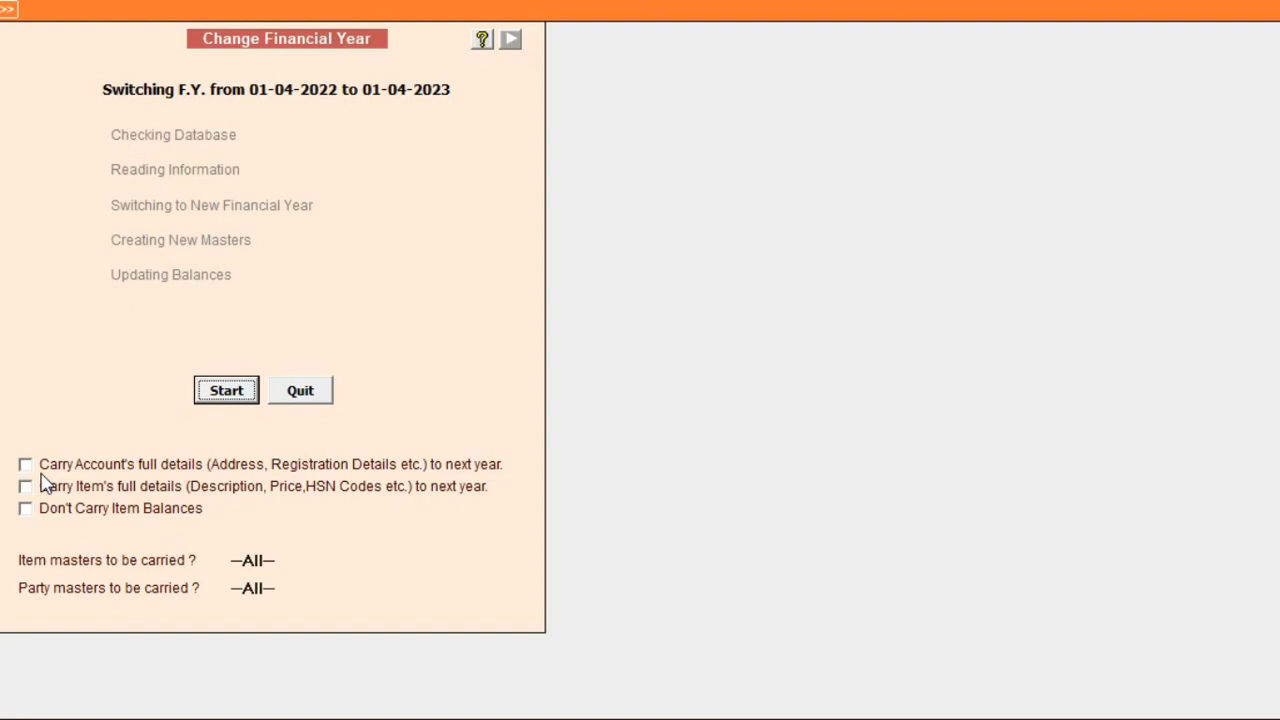 >>
Change Financial Year
?
Switching F.Y. from 01-04-2022 to 01-04-2023
Checking Database
Reading Information
Switching to New Financial Year
Creating New Masters
Updating Balances
Start Quit
Carry Account's full details (Address, Registration Details etc.) to next year.
Carry Item's full details (Description, Price,HSN Codes etc.) to next year.
Don't Carry Item Balances
Item masters to be carried ? —All—
Party masters to be carried ? —All—